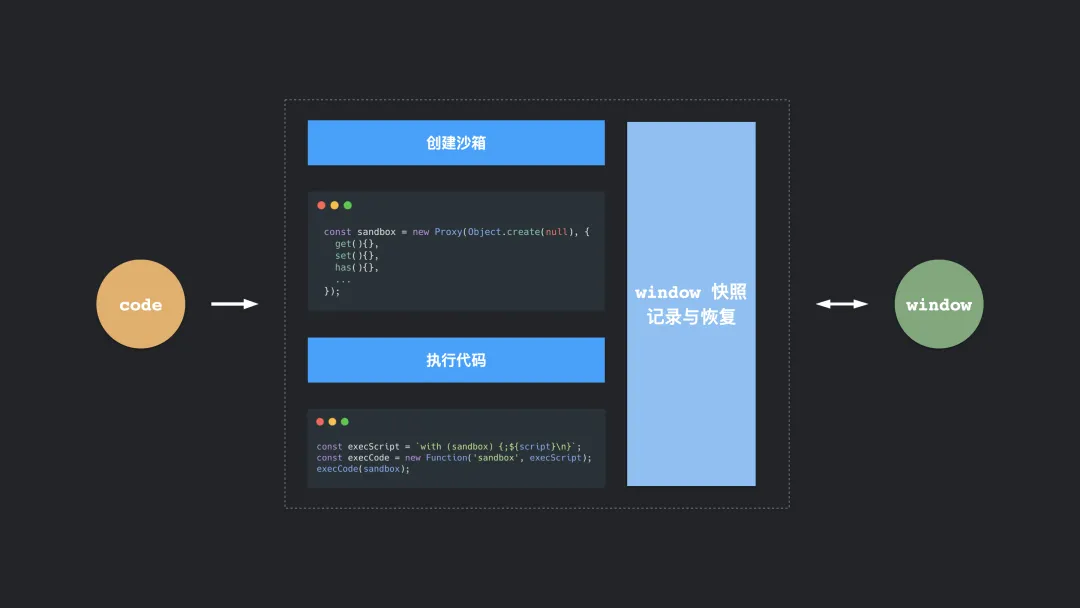 code
创建沙箱
const sandbox = new Proxy(Object.create(null), {
  get(){},
  set(){},
  has(){},
  ...
});
执行代码
const execScript = `with (sandbox) {;${script}\n}`;
const execCode = new Function('sandbox', execScript);
execCode(sandbox);
window 快照
记录与恢复
window